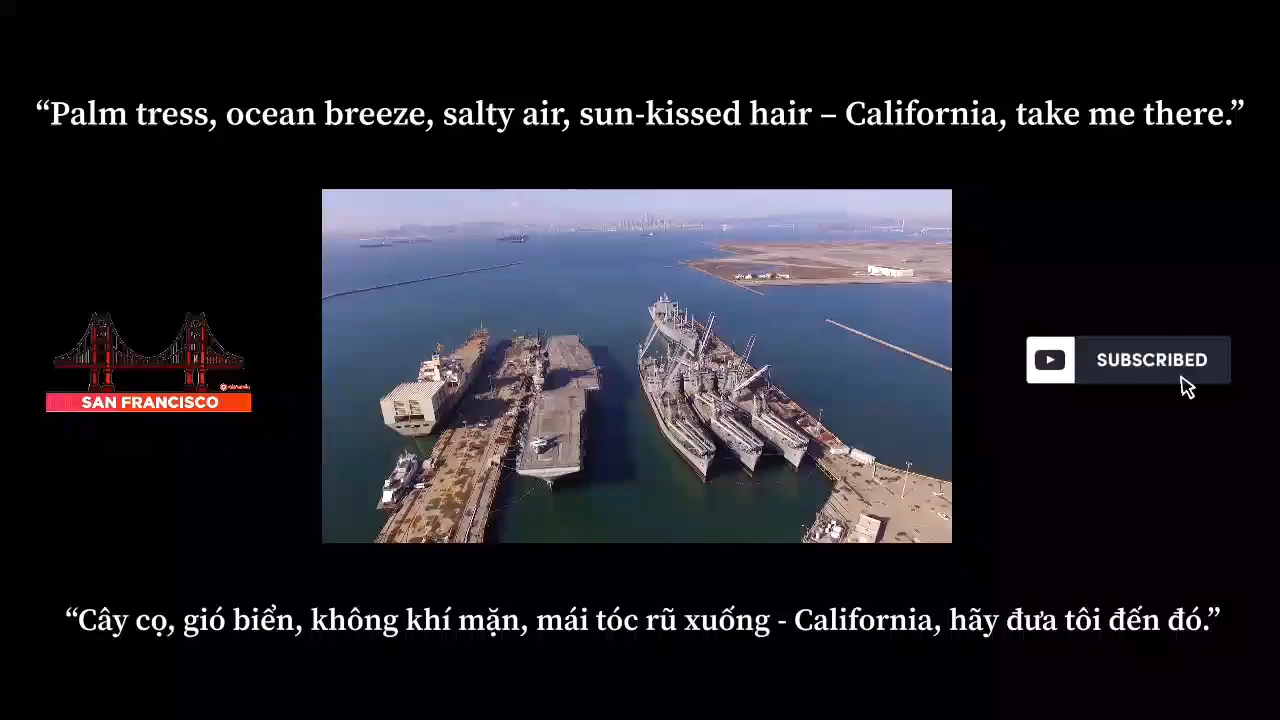 “Palm tress, ocean breeze, salty air, sun-kissed hair – California, take me there.”
SAN FRANCISCO
SUBSCRIBED
“Cây cọ, gió biển, không khí mặn, mái tóc rũ xuống - California, hãy đưa tôi đến đó.”